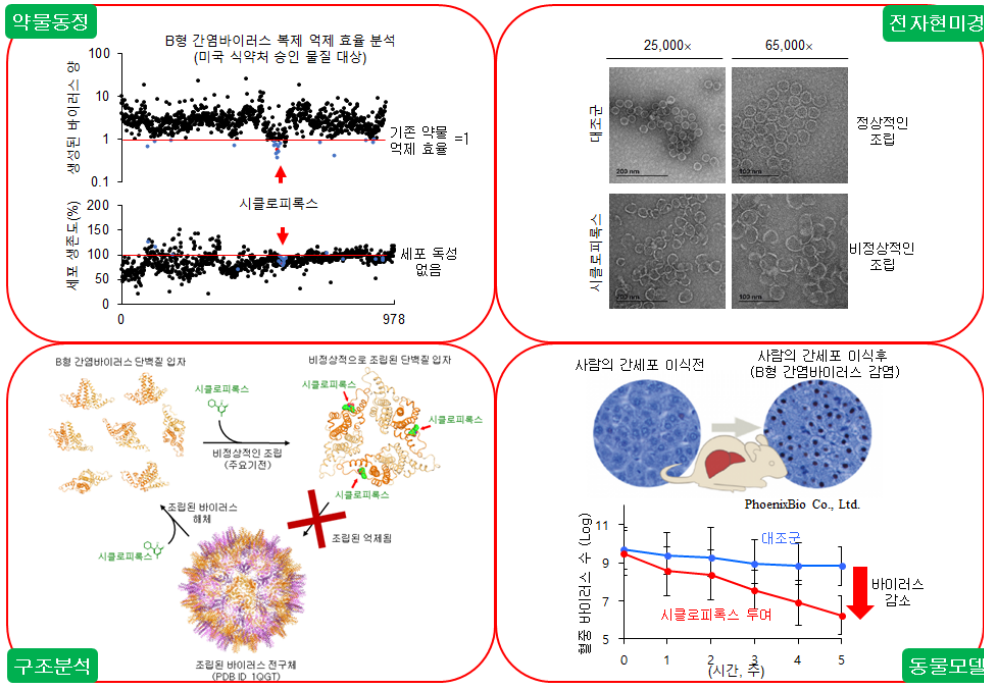 약물동정
B형 간염바이러스 복제 억제 효율 분석
(미국 식약처 승인 물질 대상)
생성된 바이러스 양
100
10
1
0.1
기존 약물
억제 효율
=1
시클로피록스
세포 생존도(%)
200
150
100
50
0
세포 독성
없음
0
978
전자현미경
25,000×
65,000×
대조군
200 nm
100 nm
정상적인
조립
시클로피록스
200 nm
100 nm
비정상적인
조립
B형 간염바이러스 단백질 입자
비정상적으로 조립된 단백질 입자
시클로피록스
시클로피록스
시클로피록스
비정상적인 조립
(주요기전)
시클로피록스
조립된 바이러스
해체
시클로피록스
조립된 억제됨
조립된 바이러스 전구체
(PDB ID 1QGT)
구조분석
사람의 간세포 이식전
사람의 간세포 이식후
(B형 간염바이러스 감염)
PhoenixBio Co., Ltd.
혈중 바이러스 수 (Log)
11
9
7
5
대조군
시클로피록스 투여
바이러스
감소
0
1
2
3
4
5
(시간, 주)
동물모델